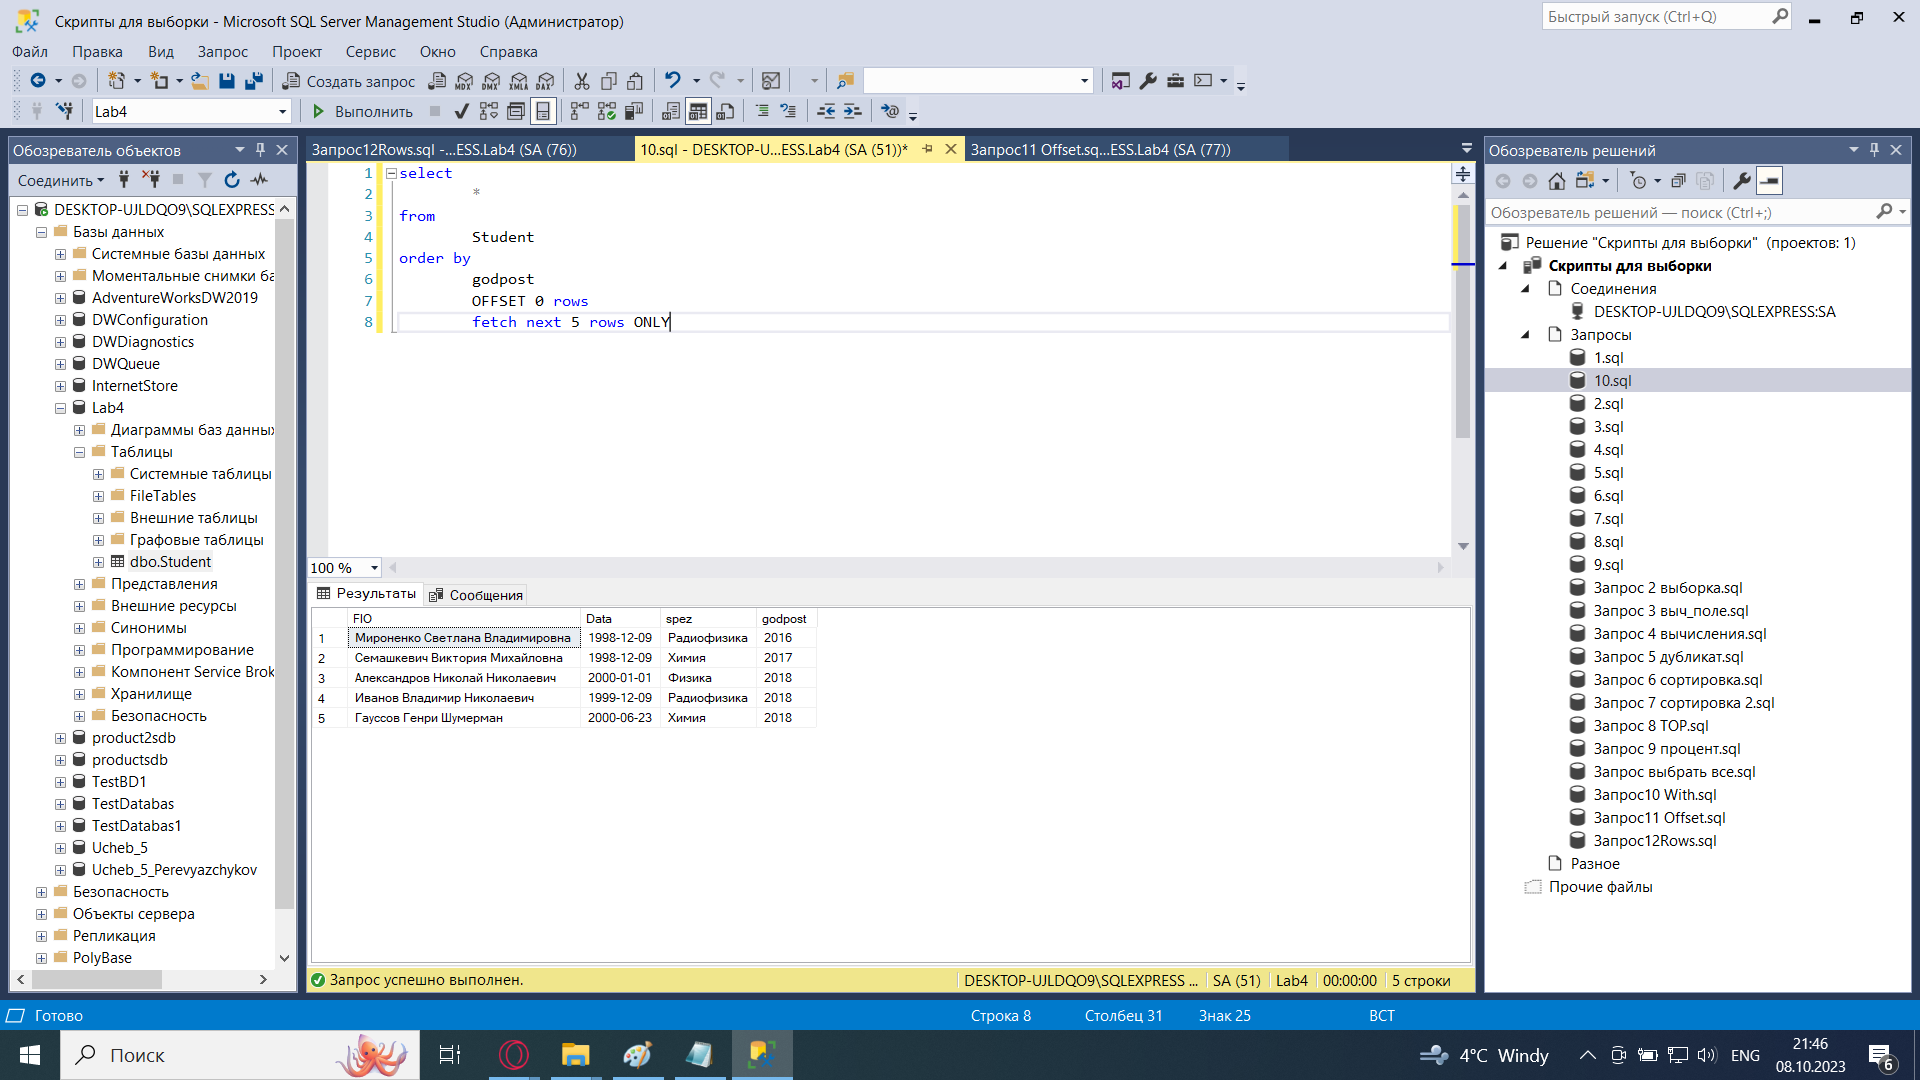 Скрипты для выборки - Microsoft SQL Server Management Studio (Администратор)
Быстрый запуск (Ctrl+Q)
Файл Правка Вид Запрос Проект Сервис Окно Справка
Создать запрос
MDX DMX XMLA DAX
Lab4
Выполнить
Обозреватель объектов
Соединить
DESKTOP-UJLDQO9\SQLEXPRESS
Базы данных
Системные базы данных
Моментальные снимки ба
AdventureWorksDW2019
DWConfiguration
DWDiagnostics
DWQueue
InternetStore
Lab4
Диаграммы баз данны
Таблицы
Системные таблицы
FileTables
Внешние таблицы
Графовые таблицы
dbo.Student
Представления
Внешние ресурсы
Синонимы
Программирование
Компонент Service Brok
Хранилище
Безопасность
product2sdb
productsdb
TestBD1
TestDatabas
TestDatabas1
Ucheb_5
Ucheb_5_Perevyazchykov
Безопасность
Объекты сервера
Репликация
PolyBase
Запрос12Rows.sql -...ESS.Lab4 (SA (76))
10.sql - DESKTOP-U...ESS.Lab4 (SA (51))*
Запрос11 Offset.sq...ESS.Lab4 (SA (77))
1 select
2 *
3 from
4 Student
5 order by
6 godpost
7 OFFSET 0 rows
8 fetch next 5 rows ONLY
100 %
Результаты Сообщения
FIO Data spez godpost
1 Мироненко Светлана Владимировна 1998-12-09 Радиофизика 2016
2 Семашкевич Виктория Михайловна 1998-12-09 Химия 2017
3 Александров Николай Николаевич 2000-01-01 Физика 2018
4 Иванов Владимир Николаевич 1999-12-09 Радиофизика 2018
5 Гауссов Генри Шумерман 2000-06-23 Химия 2018
Запрос успешно выполнен.
DESKTOP-UJLDQO9\SQLEXPRESS ... SA (51) Lab4 00:00:00 5 строки
Обозреватель решений
Обозреватель решений — поиск (Ctrl+;)
Решение "Скрипты для выборки" (проектов: 1)
Скрипты для выборки
Соединения
DESKTOP-UJLDQO9\SQLEXPRESS:SA
Запросы
1.sql
10.sql
2.sql
3.sql
4.sql
5.sql
6.sql
7.sql
8.sql
9.sql
Запрос 2 выборка.sql
Запрос 3 выч_поле.sql
Запрос 4 вычисления.sql
Запрос 5 дубликат.sql
Запрос 6 сортировка.sql
Запрос 7 сортировка 2.sql
Запрос 8 TOP.sql
Запрос 9 процент.sql
Запрос выбрать все.sql
Запрос10 With.sql
Запрос11 Offset.sql
Запрос12Rows.sql
Разное
Прочие файлы
Готово
Строка 8 Столбец 31 Знак 25 ВСТ
Поиск
4°C Windy
ENG
21:46
08.10.2023
6